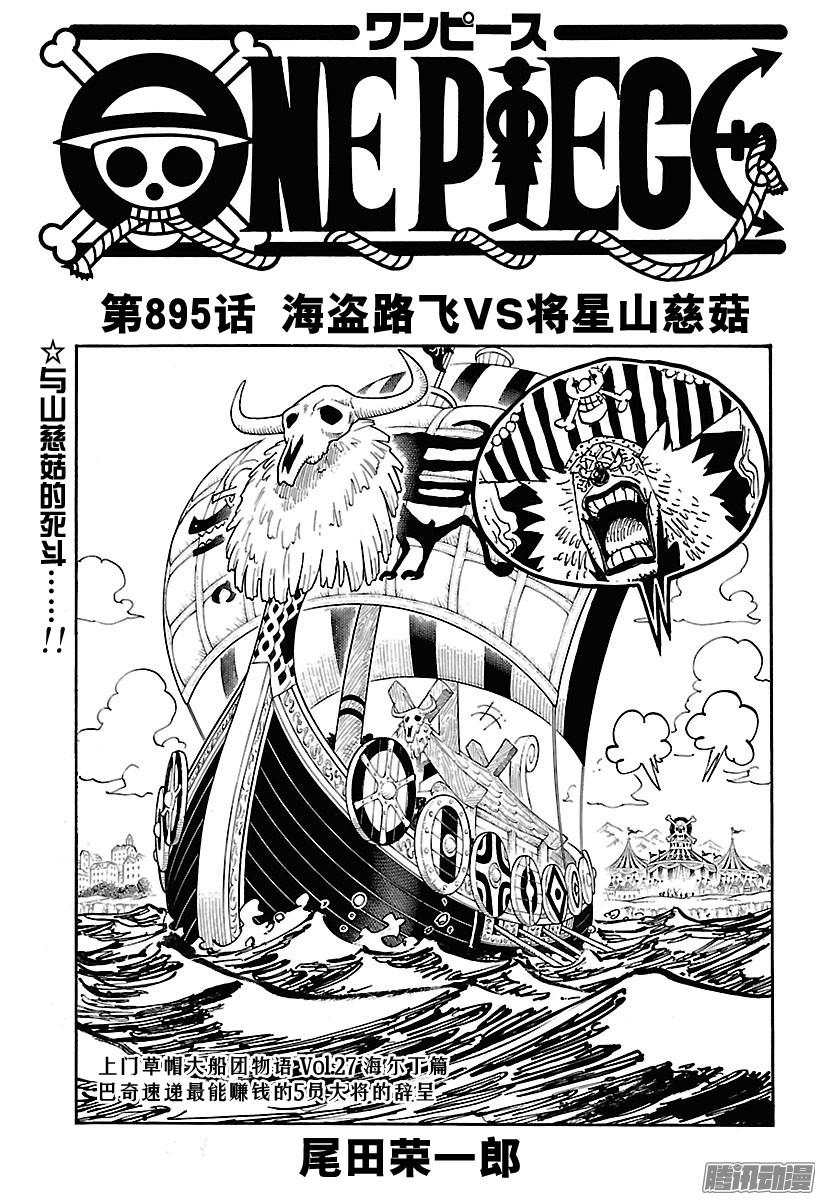 ワンピース
ONE PIECE
第895话 海盗路飞VS将星山慈菇
☆与山慈菇的死斗……!!
上门草帽大船团物语 Vol.27 海尔丁篇
巴奇速递最能赚钱的5员大将的辞呈
尾田荣一郎
腾讯动漫